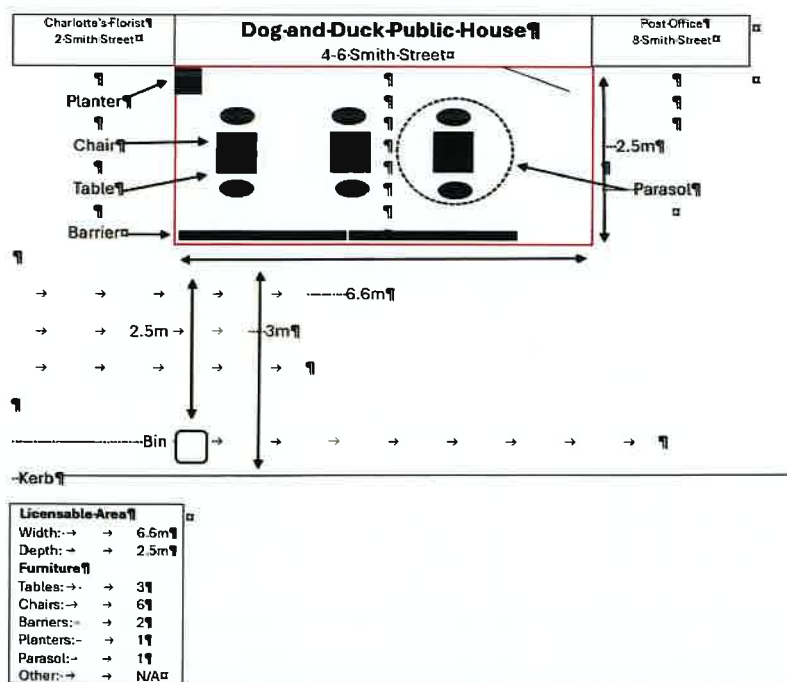 Charlotte's Florist¶
2 Smith Street¤
Dog·and·Duck·Public·House¶
4-6·Smith·Street¤
Post·Office¶
8·Smith·Street¤
Planter¶
Chair¶
Table¶
Barrier¤
2.5m¶
Parasol¶
6.6m¶
2.5m
3m¶
Bin
Kerb¶
Licensable·Area¶
Width: 6.6m¶
Depth: 2.5m¶
Furniture¶
Tables: 3¶
Chairs: 6¶
Barriers: 2¶
Planters: 1¶
Parasol: 1¶
Other: N/A¤